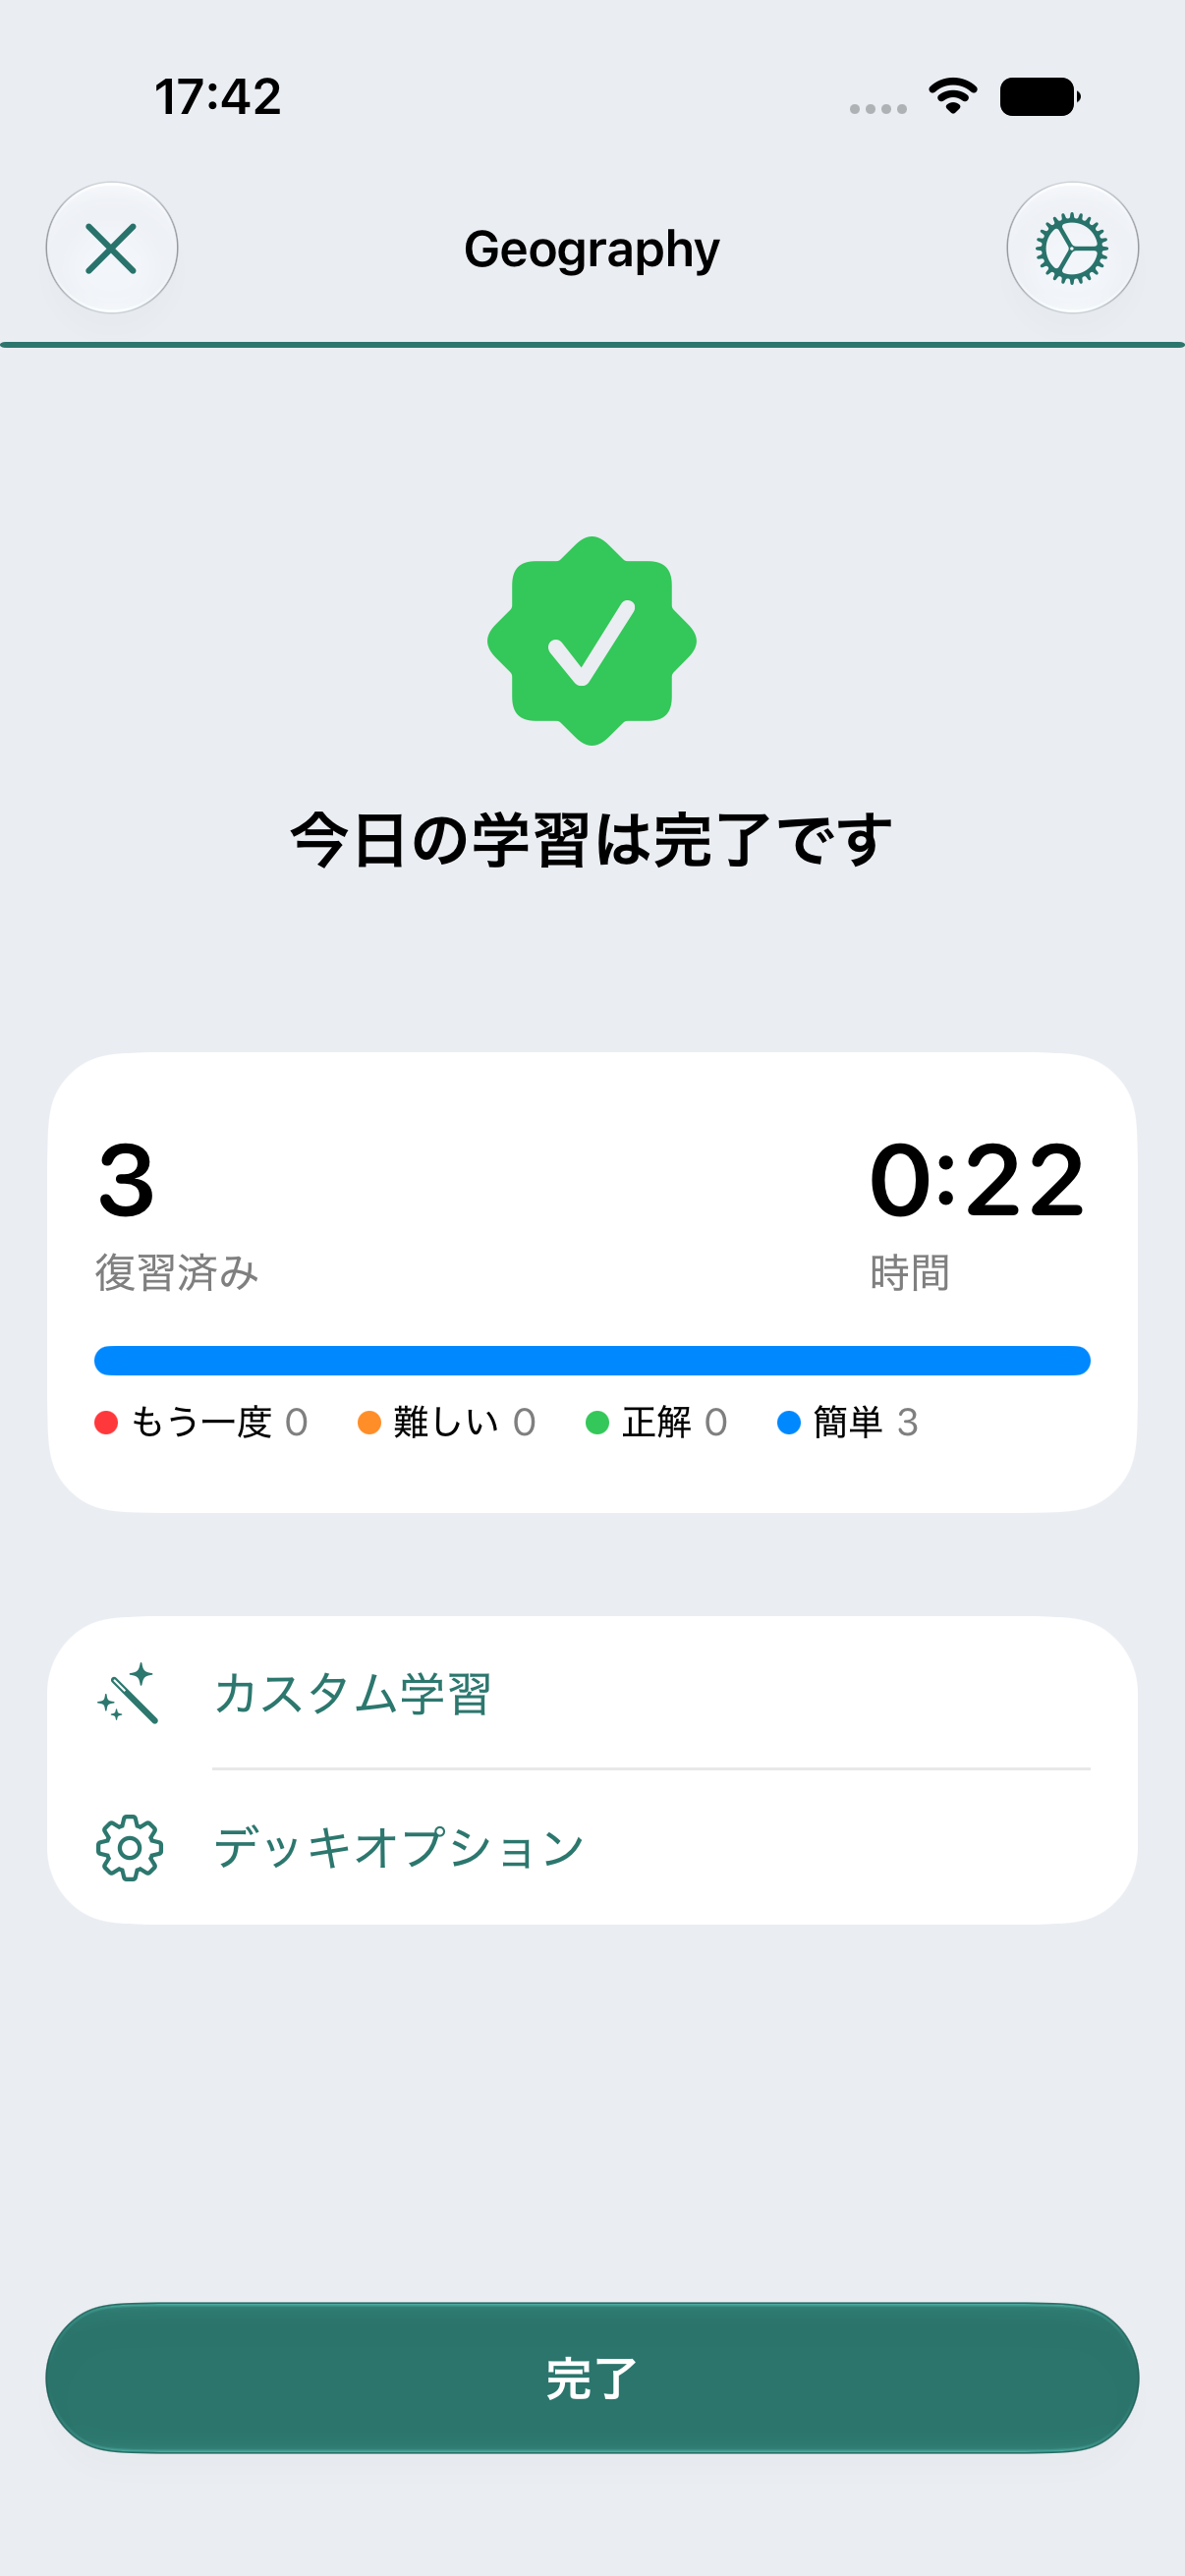 17:42
Geography
今日の学習は完了です
3
0:22
復習済み
時間
もう一度 0 難しい 0 正解 0 簡単 3
カスタム学習
デッキオプション
完了